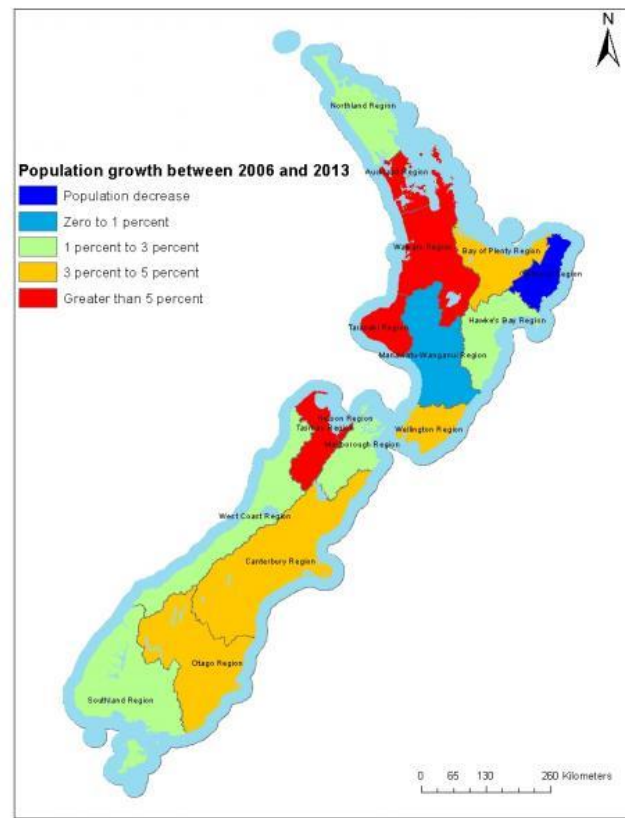 N
Northland Region
Population growth between 2006 and 2013
Auckland Region
Population decrease
Zero to 1 percent
1 percent to 3 percent
3 percent to 5 percent
Greater than 5 percent
Waikato Region
Bay of Plenty Region
Region
Hawke's Bay Region
Taranaki Region
Manawatu-Wanganui Region
Wellington Region
Nelson Region
Tasman Region
Marlborough Region
West Coast Region
Canterbury Region
Otago Region
Southland Region
0 65 130 260 Kilometers